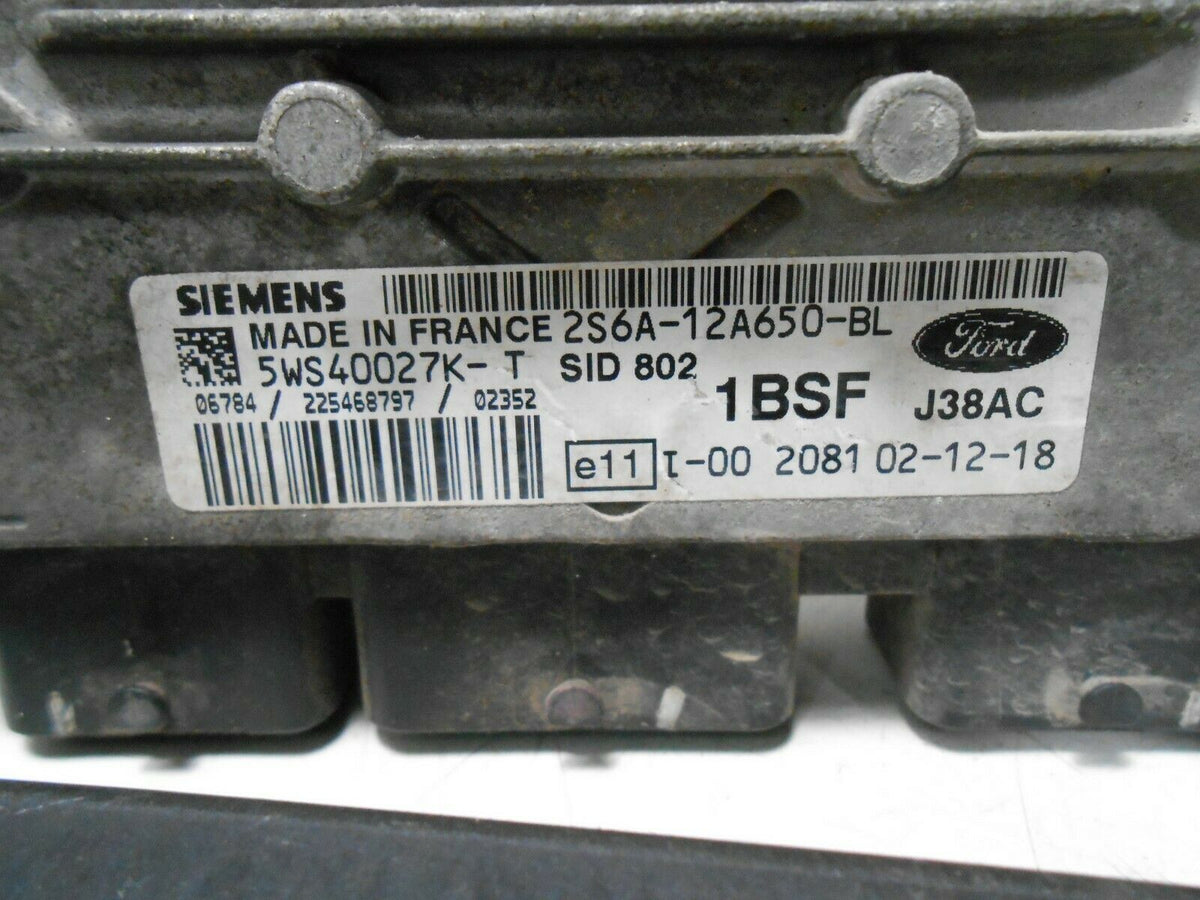 SIEMENS
MADE IN FRANCE 2S6A-12A650-BL
Ford
5WS40027K- T SID 802
06784 / 225468797 / 02352
1BSF J38AC
e11 I-00 2081 02-12-18